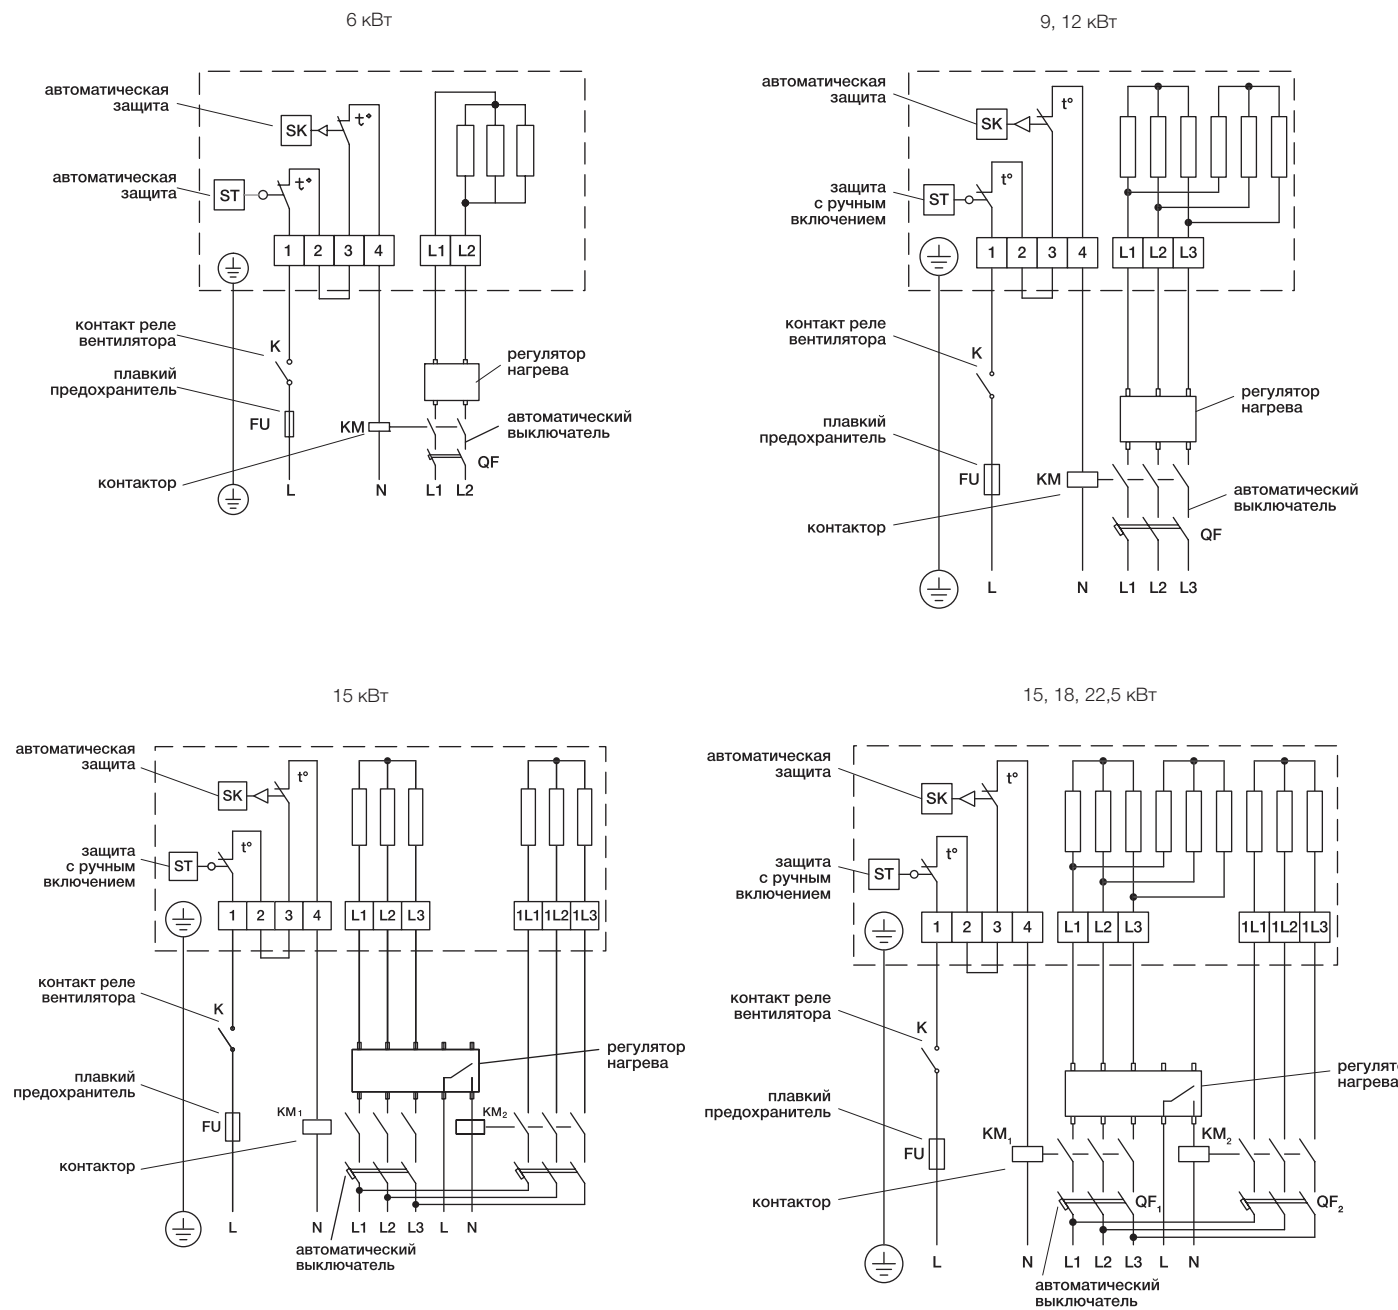 6 кВт
автоматическая
защита
SK
t°
автоматическая
защита
ST
t°
1 2 3 4 L1 L2
контакт реле
вентилятора
K
регулятор
нагрева
плавкий
предохранитель
FU
KM
автоматический
выключатель
QF
контактор
L N L1 L2
9, 12 кВт
автоматическая
защита
SK
t°
защита
с ручным
включением
ST
t°
1 2 3 4 L1 L2 L3
контакт реле
вентилятора
K
регулятор
нагрева
плавкий
предохранитель
FU
KM
автоматический
выключатель
контактор
QF
L N L1 L2 L3
15 кВт
автоматическая
защита
SK
t°
защита
с ручным
включением
ST
t°
1 2 3 4 L1 L2 L3 1L1 1L2 1L3
контакт реле
вентилятора
K
регулятор
нагрева
плавкий
предохранитель
FU
KM1
KM2
контактор
L N L1 L2 L3 L N
автоматический
выключатель
15, 18, 22,5 кВт
автоматическая
защита
SK
t°
защита
с ручным
включением
ST
t°
1 2 3 4 L1 L2 L3 1L1 1L2 1L3
контакт реле
вентилятора
K
регулято
нагрева
плавкий
предохранитель
FU
KM1
KM2
контактор
QF1
QF2
L N L1 L2 L3 L N
автоматический
выключатель